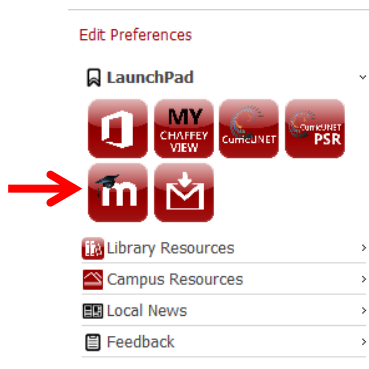 Edit Preferences
LaunchPad
MY
CHAFFEY
VIEW
CurricUNET
CurricUNET
PSR
m
Library Resources
Campus Resources
Local News
Feedback